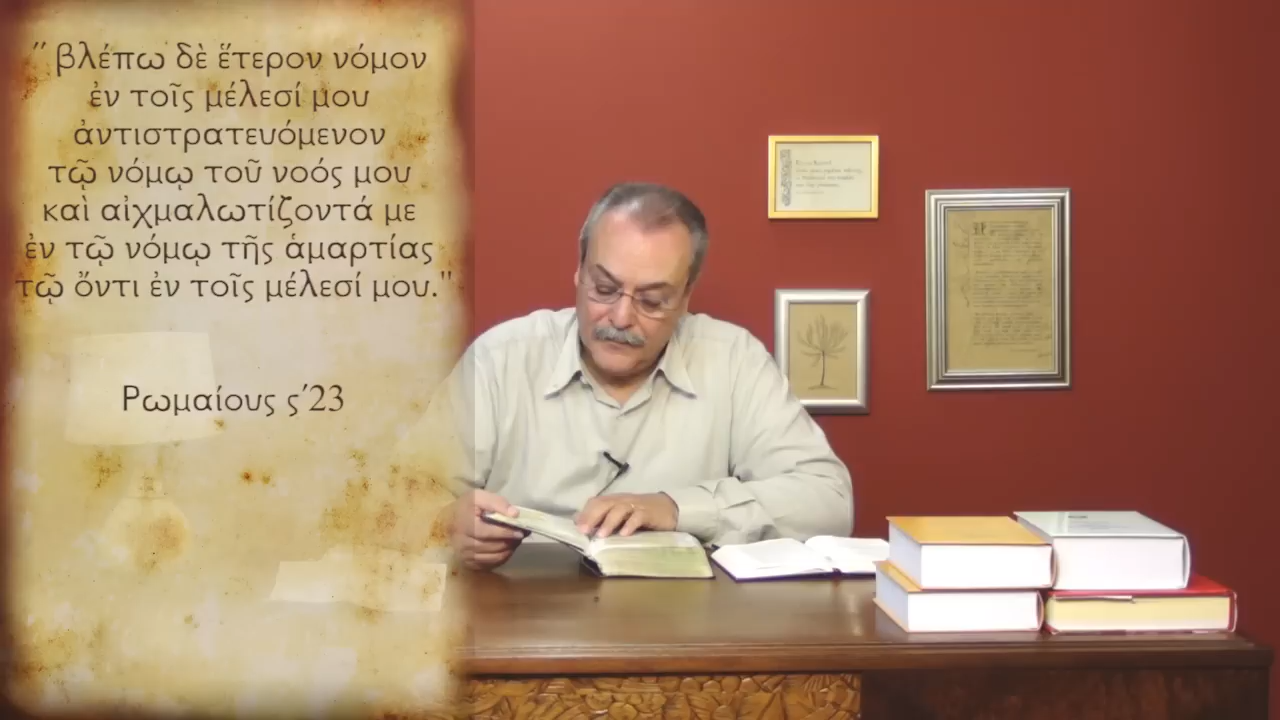 " βλέπω δὲ ἕτερον νόμον
ἐν τοῖς μέλεσί μου
ἀντιστρατευόμενον
τῷ νόμῳ τοῦ νοός μου
καὶ αἰχμαλωτίζοντά με
ἐν τῷ νόμῳ τῆς ἁμαρτίας
τῷ ὄντι ἐν τοῖς μέλεσί μου."
Ρωμαίους ς΄23